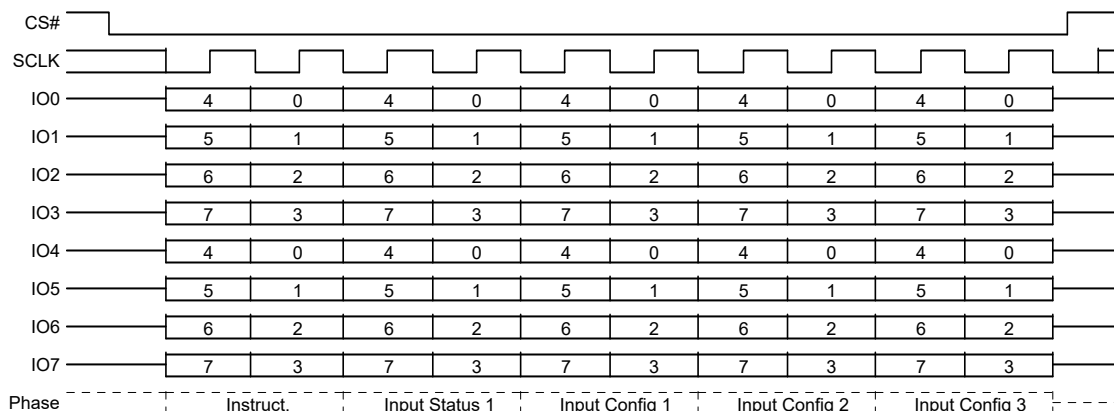 CS#
SCLK
IO0 4 0 4 0 4 0 4 0 4 0
IO1 5 1 5 1 5 1 5 1 5 1
IO2 6 2 6 2 6 2 6 2 6 2
IO3 7 3 7 3 7 3 7 3 7 3
IO4 4 0 4 0 4 0 4 0 4 0
IO5 5 1 5 1 5 1 5 1 5 1
IO6 6 2 6 2 6 2 6 2 6 2
IO7 7 3 7 3 7 3 7 3 7 3
Phase Instruct. Input Status 1 Input Config 1 Input Config 2 Input Config 3